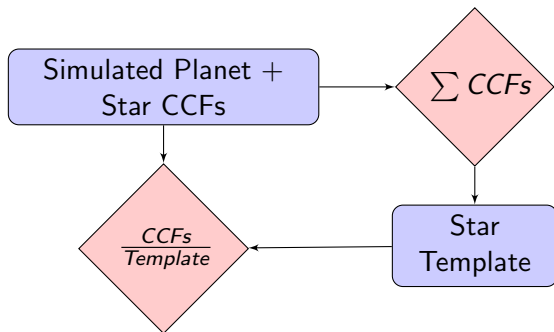 Simulated Planet +
Star CCFs
∑ CCFs
CCFs
Template
Star
Template